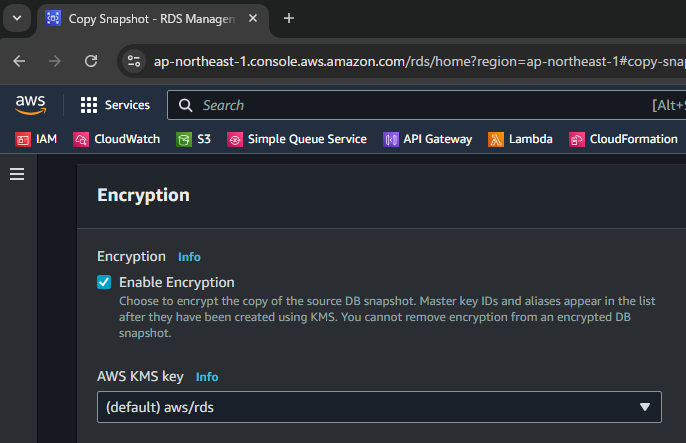 Copy Snapshot - RDS Managem
ap-northeast-1.console.aws.amazon.com/rds/home?region=ap-northeast-1#copy-snap
aws Services Search [Alt+S
IAM CloudWatch S3 Simple Queue Service API Gateway Lambda CloudFormation
Encryption
Encryption Info
Enable Encryption
Choose to encrypt the copy of the source DB snapshot. Master key IDs and aliases appear in the list
after they have been created using KMS. You cannot remove encryption from an encrypted DB
snapshot.
AWS KMS key Info
(default) aws/rds